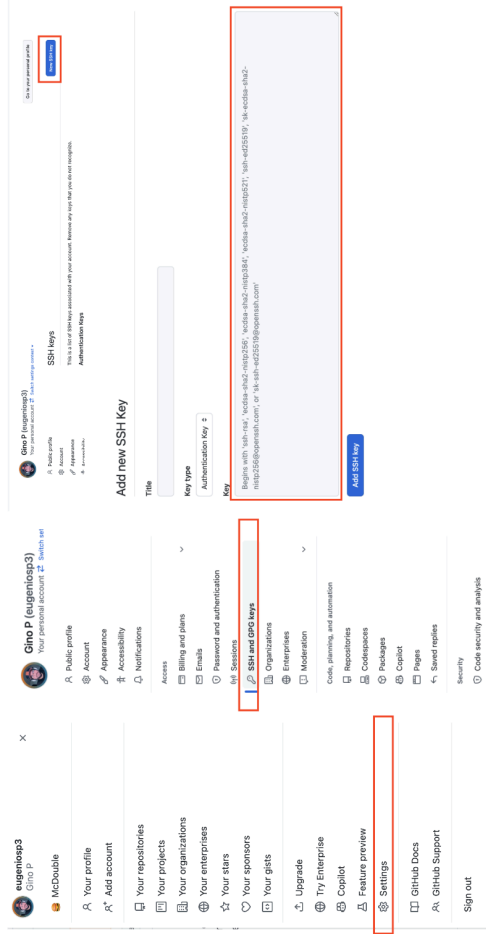 eugeniosp3
Gino P
McDouble
Your profile
Add account
Your repositories
Your projects
Your organizations
Your enterprises
Your stars
Your sponsors
Your gists
Upgrade
Try Enterprise
Copilot
Feature preview
Settings
GitHub Docs
GitHub Support
Sign out
Gino P (eugeniosp3)
Your personal account Switch set
Public profile
Account
Appearance
Accessibility
Notifications
Access
Billing and plans
Emails
Password and authentication
Sessions
SSH and GPG keys
Organizations
Enterprises
Moderation
Code, planning, and automation
Repositories
Codespaces
Packages
Copilot
Pages
Saved replies
Security
Code security and analysis
Gino P (eugeniosp3)
Your personal account Switch settings context
Go to your personal profile
Public profile
Account
Appearance
SSH keys
New SSH key
This is a list of SSH keys associated with your account. Remove any keys that you do not recognize.
Authentication Keys
Add new SSH Key
Title
Key type
Authentication Key
Key
Begins with 'ssh-rsa', 'ecdsa-sha2-nistp256', 'ecdsa-sha2-nistp384', 'ecdsa-sha2-nistp521', 'ssh-ed25519', 'sk-ecdsa-sha2-
nistp256@openssh.com', or 'sk-ssh-ed25519@openssh.com'
Add SSH key